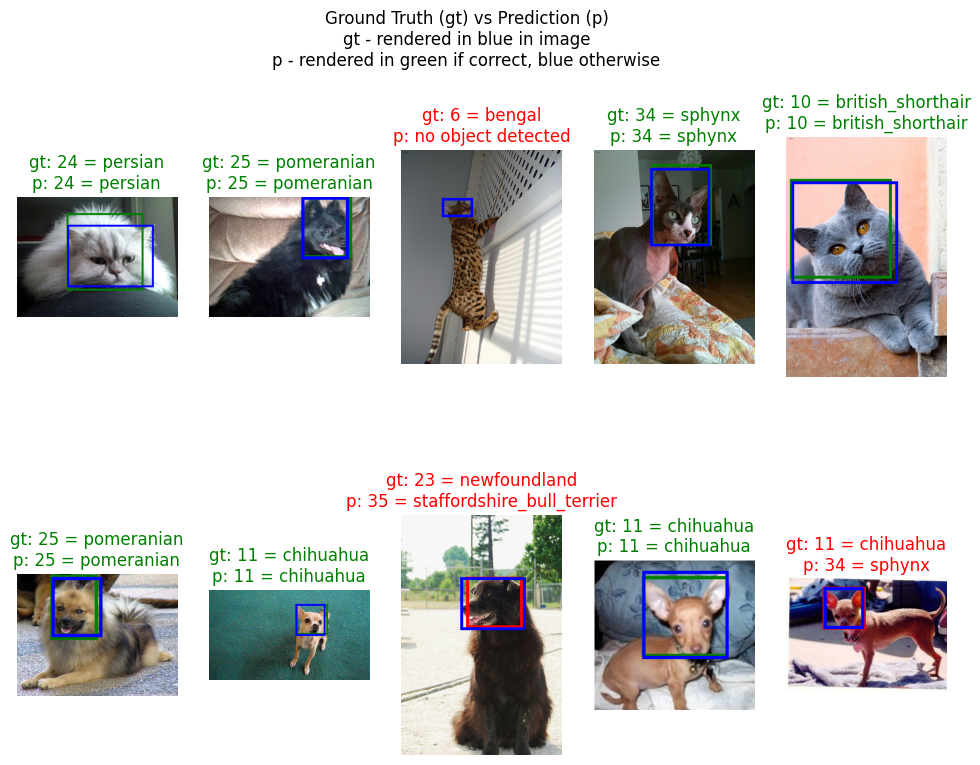 Ground Truth (gt) vs Prediction (p)
gt - rendered in blue in image
p - rendered in green if correct, blue otherwise
gt: 24 = persian
p: 24 = persian
gt: 25 = pomeranian
p: 25 = pomeranian
gt: 6 = bengal
p: no object detected
gt: 34 = sphynx
p: 34 = sphynx
gt: 10 = british_shorthair
p: 10 = british_shorthair
gt: 25 = pomeranian
p: 25 = pomeranian
gt: 11 = chihuahua
p: 11 = chihuahua
gt: 23 = newfoundland
p: 35 = staffordshire_bull_terrier
gt: 11 = chihuahua
p: 11 = chihuahua
gt: 11 = chihuahua
p: 34 = sphynx